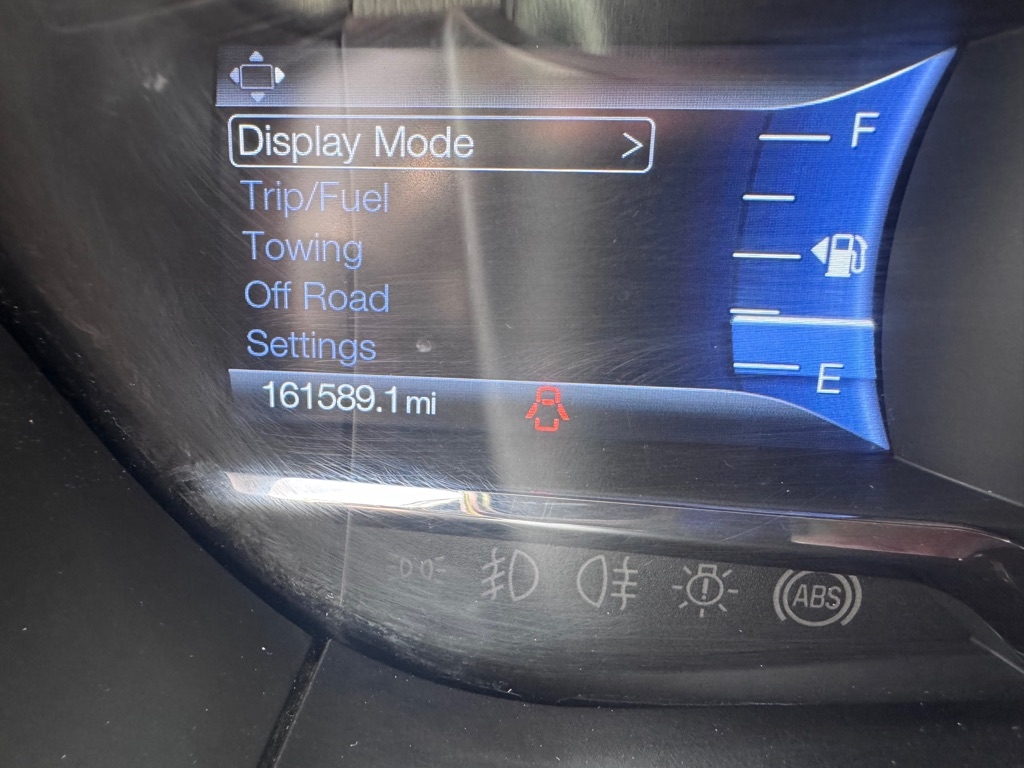 Display Mode >
Trip/Fuel
Towing
Off Road
Settings
161589.1 mi
F
E
ABS